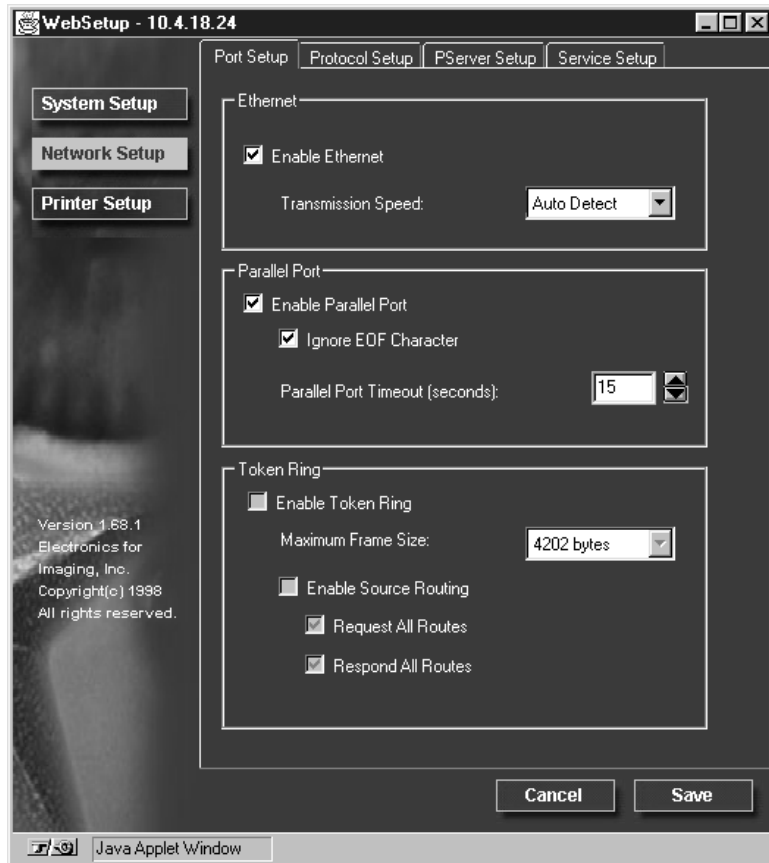 WebSetup - 10.4.18.24
Port Setup
Protocol Setup
PServer Setup
Service Setup
System Setup
Network Setup
Printer Setup
Ethernet
Enable Ethernet
Transmission Speed:
Auto Detect
Parallel Port
Enable Parallel Port
Ignore EOF Character
Parallel Port Timeout (seconds):
15
Token Ring
Enable Token Ring
Maximum Frame Size:
4202 bytes
Enable Source Routing
Request All Routes
Respond All Routes
Version 1.68.1
Electronics for
Imaging, Inc.
Copyright(c) 1998
All rights reserved.
Cancel
Save
Java Applet Window